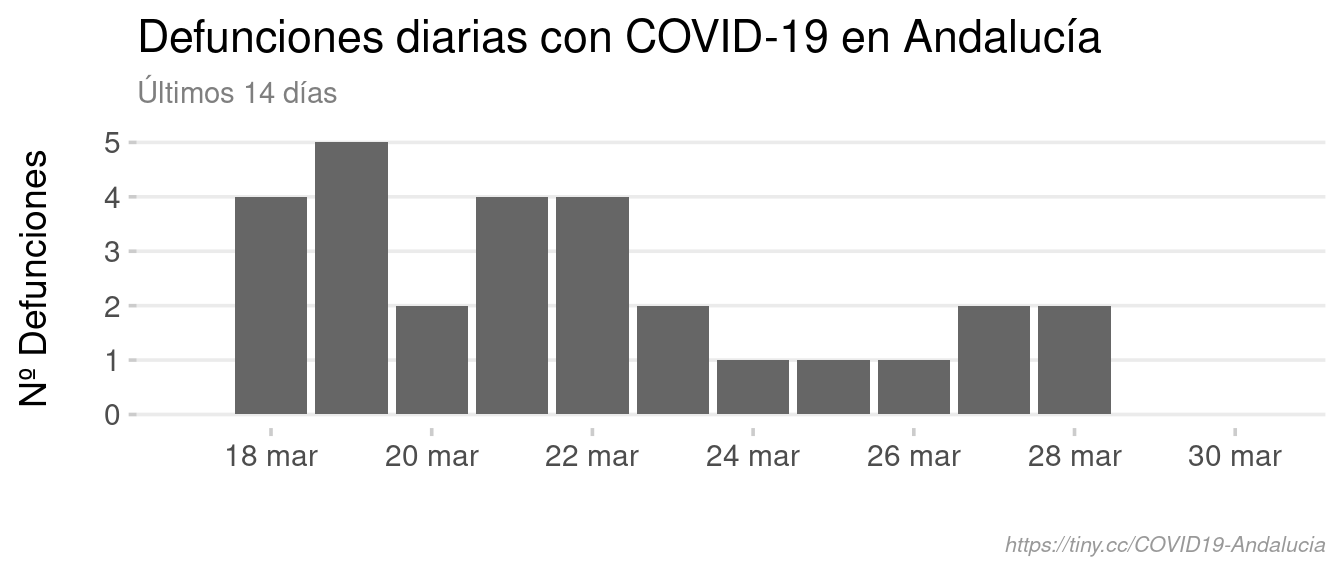 Defunciones diarias con COVID-19 en Andalucía
Últimos 14 días
Nº Defunciones
5
4
3
2
1
0
18 mar 20 mar 22 mar 24 mar 26 mar 28 mar 30 mar
https://tiny.cc/COVID19-Andalucia